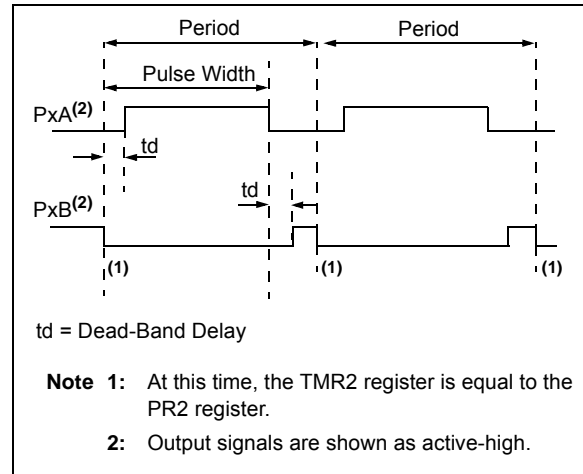 Period
Period
Pulse Width
PxA(2)
td
td
PxB(2)
(1)
(1)
(1)
td = Dead-Band Delay
Note 1: At this time, the TMR2 register is equal to the
PR2 register.
2: Output signals are shown as active-high.